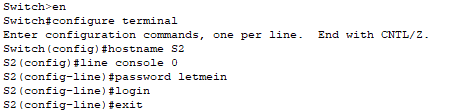 Switch>en
Switch#configure terminal
Enter configuration commands, one per line.  End with CNTL/Z.
Switch(config)#hostname S2
S2(config)#line console 0
S2(config-line)#password letmein
S2(config-line)#login
S2(config-line)#exit